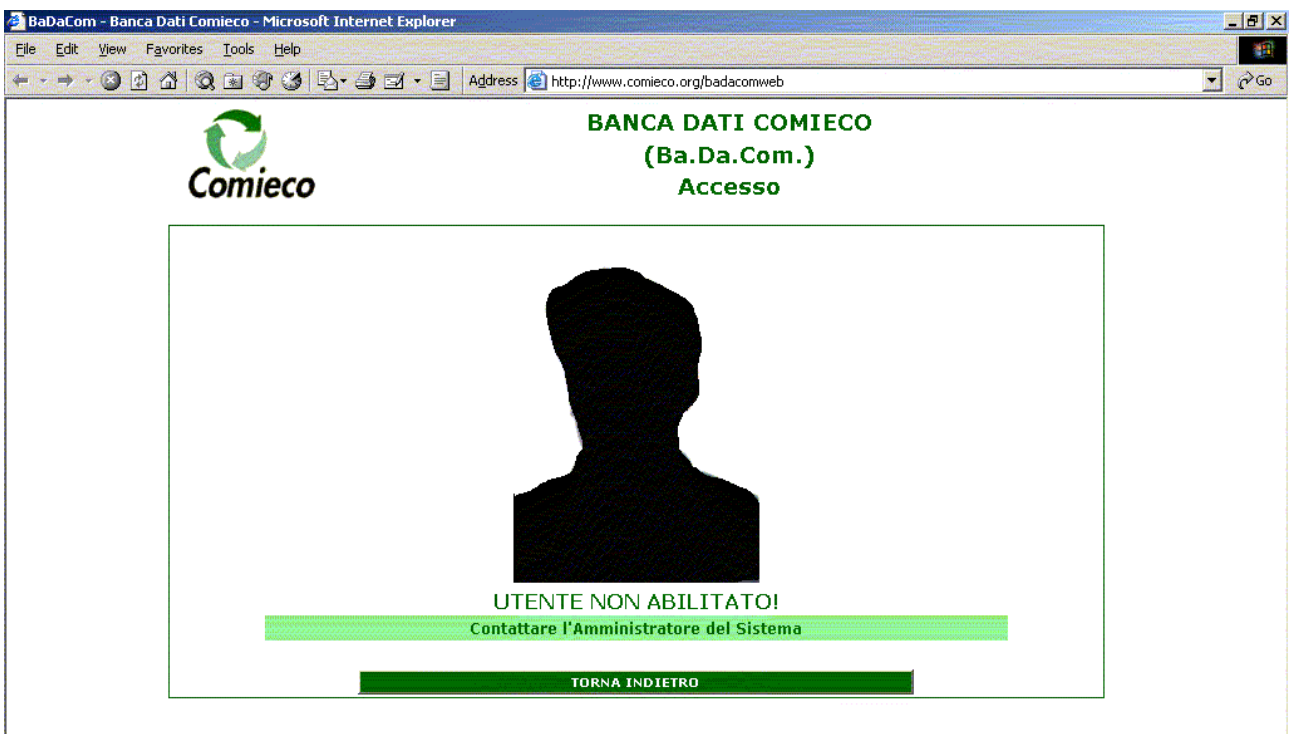 BaDaCom - Banca Dati Comieco - Microsoft Internet Explorer
File Edit View Favorites Tools Help
Address http://www.comieco.org/badacomweb Go
Comieco
BANCA DATI COMIECO
(Ba.Da.Com.)
Accesso
UTENTE NON ABILITATO!
Contattare l'Amministratore del Sistema
TORNA INDIETRO